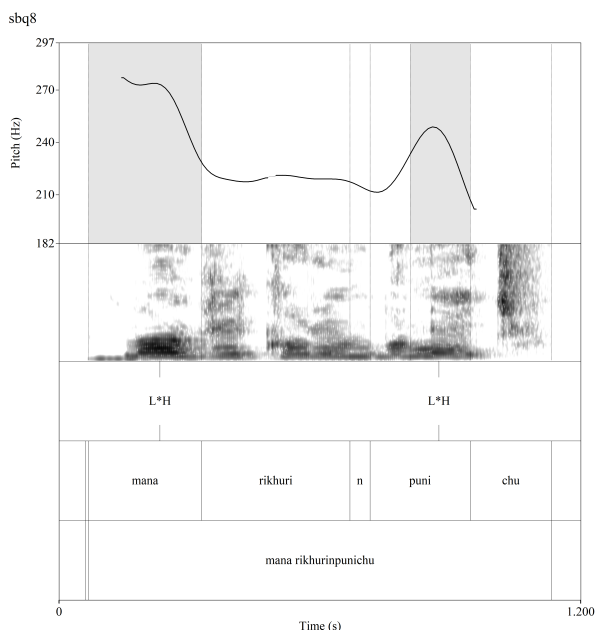 sbq8
297
270
240
210
182
Pitch (Hz)
L*H L*H
mana rikhuri n puni chu
mana rikhurinpunichu
0 1.200
Time (s)